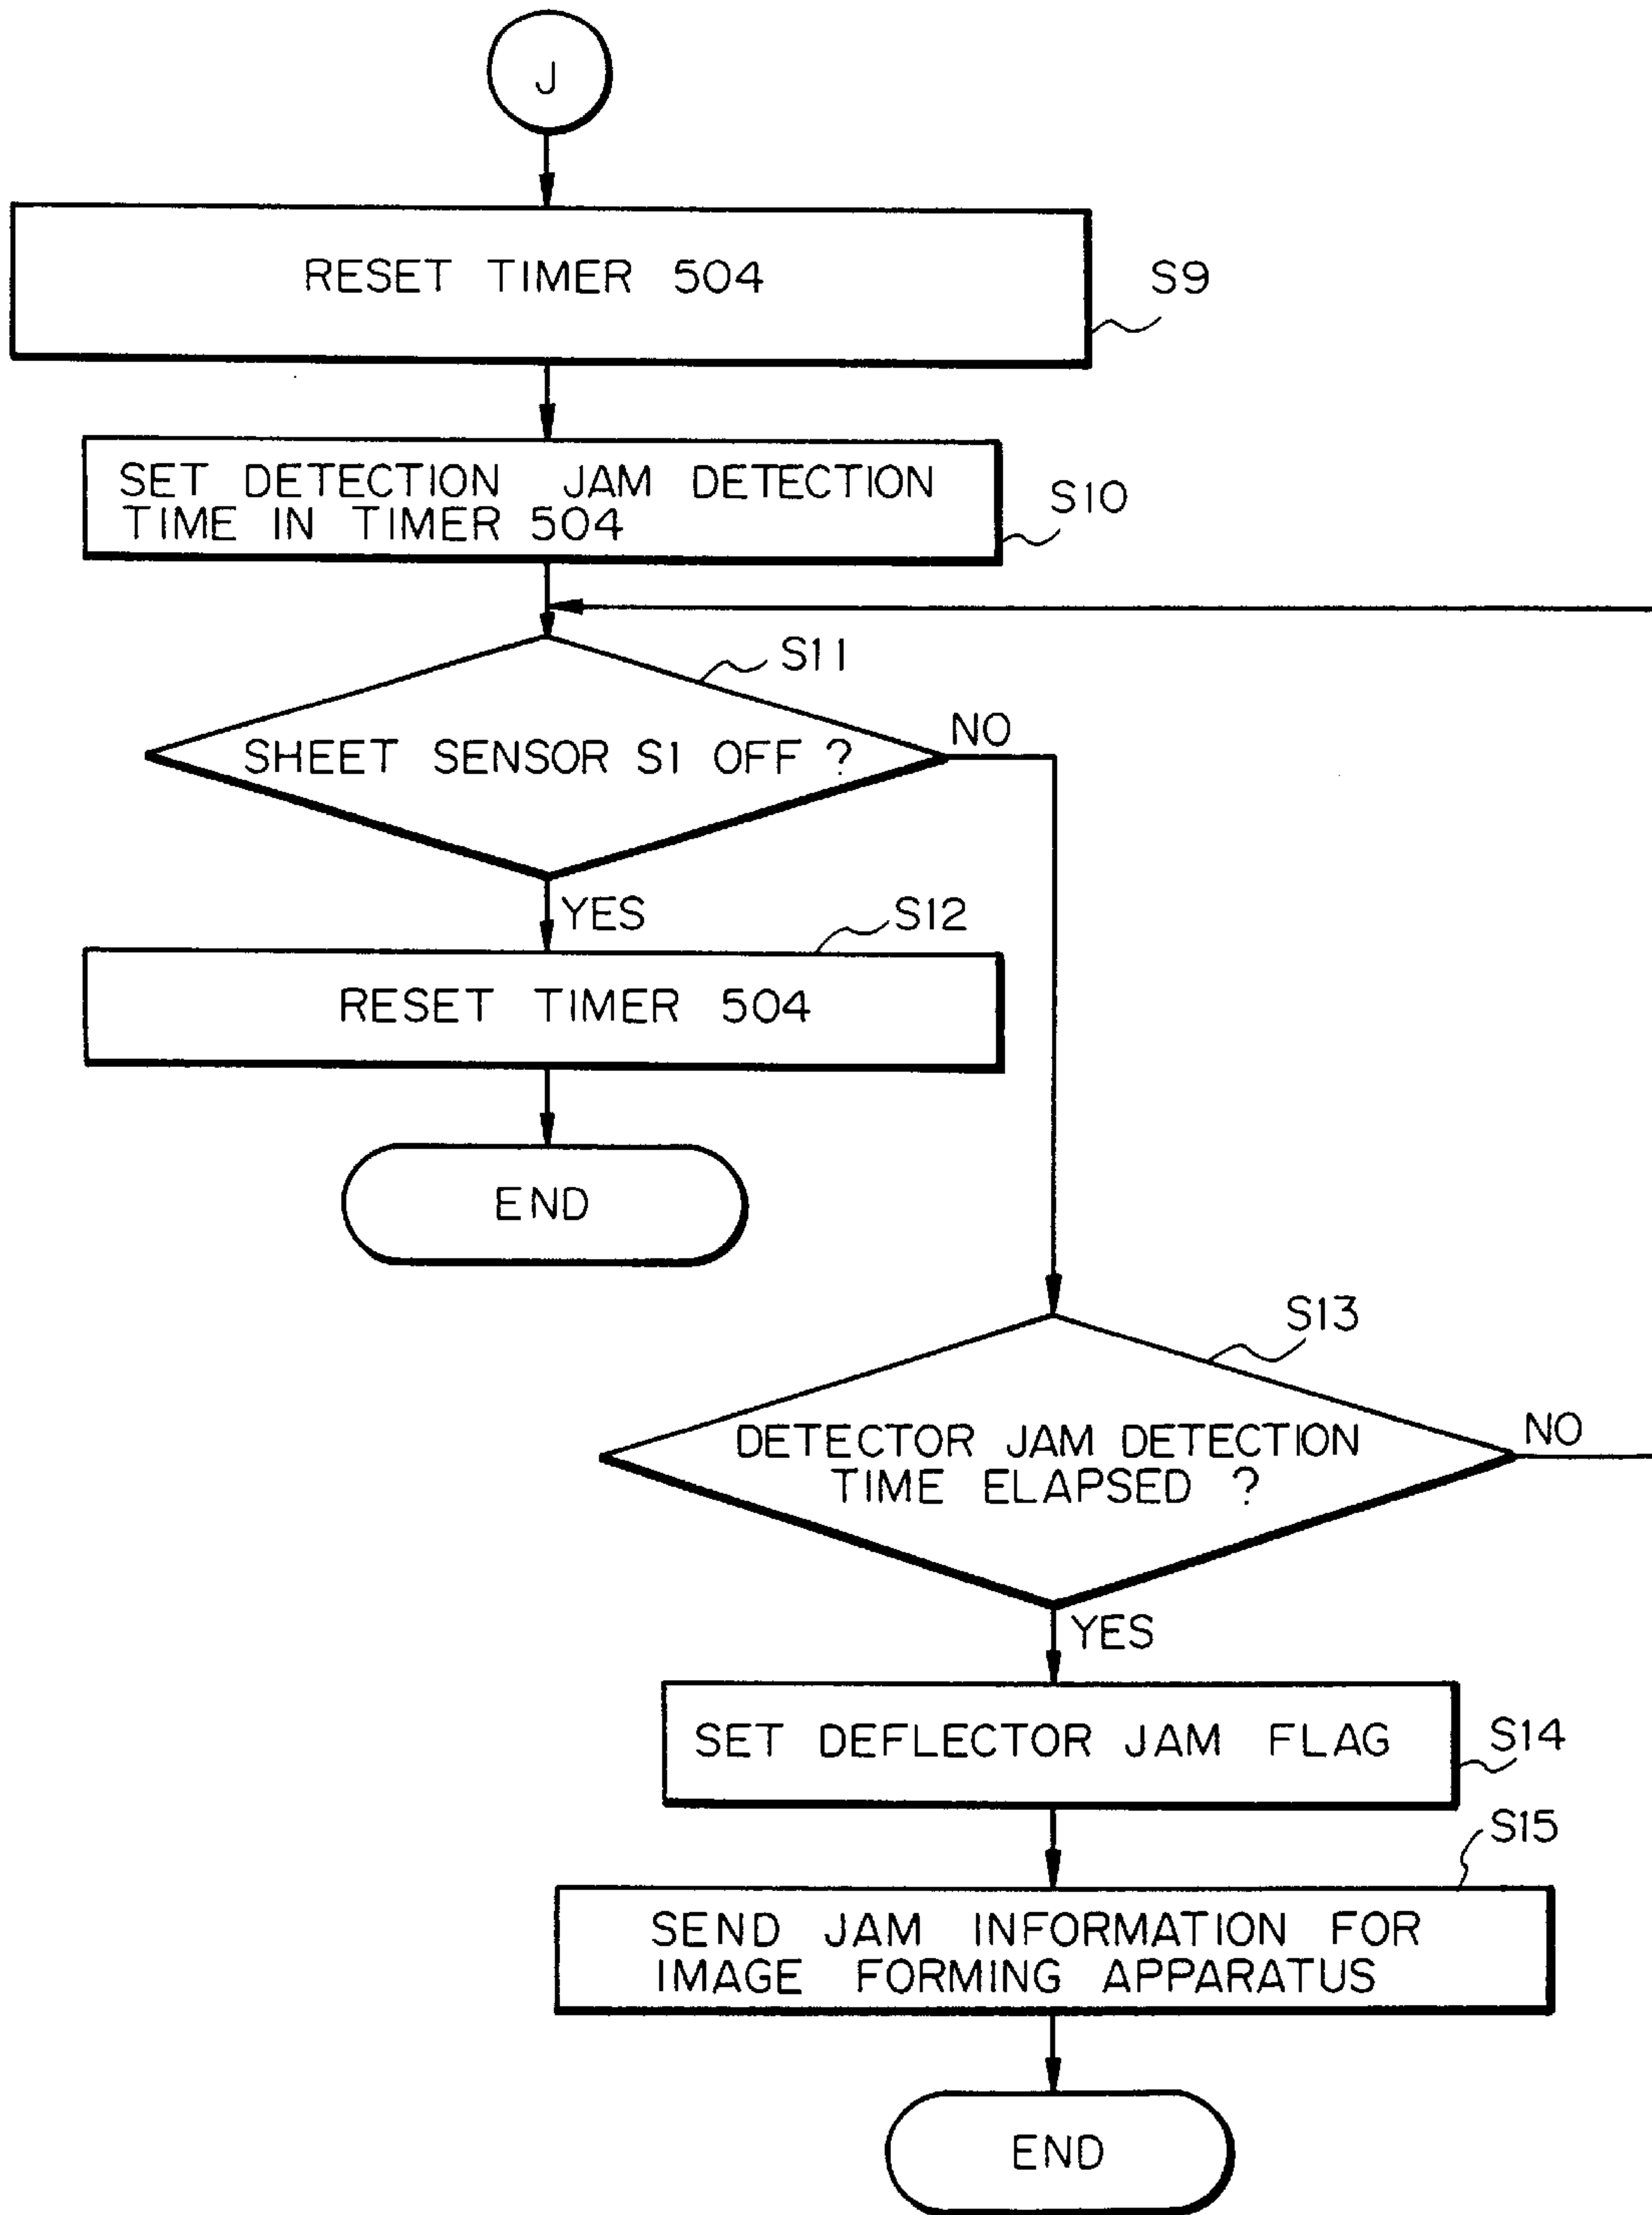 J
RESET TIMER 504
S9
SET DETECTION JAM DETECTION
TIME IN TIMER 504
S10
S11
SHEET SENSOR S1 OFF ?
NO
YES
S12
RESET TIMER 504
END
S13
DETECTOR JAM DETECTION
TIME ELAPSED ?
NO
YES
SET DEFLECTOR JAM FLAG
S14
S15
SEND JAM INFORMATION FOR
IMAGE FORMING APPARATUS
END